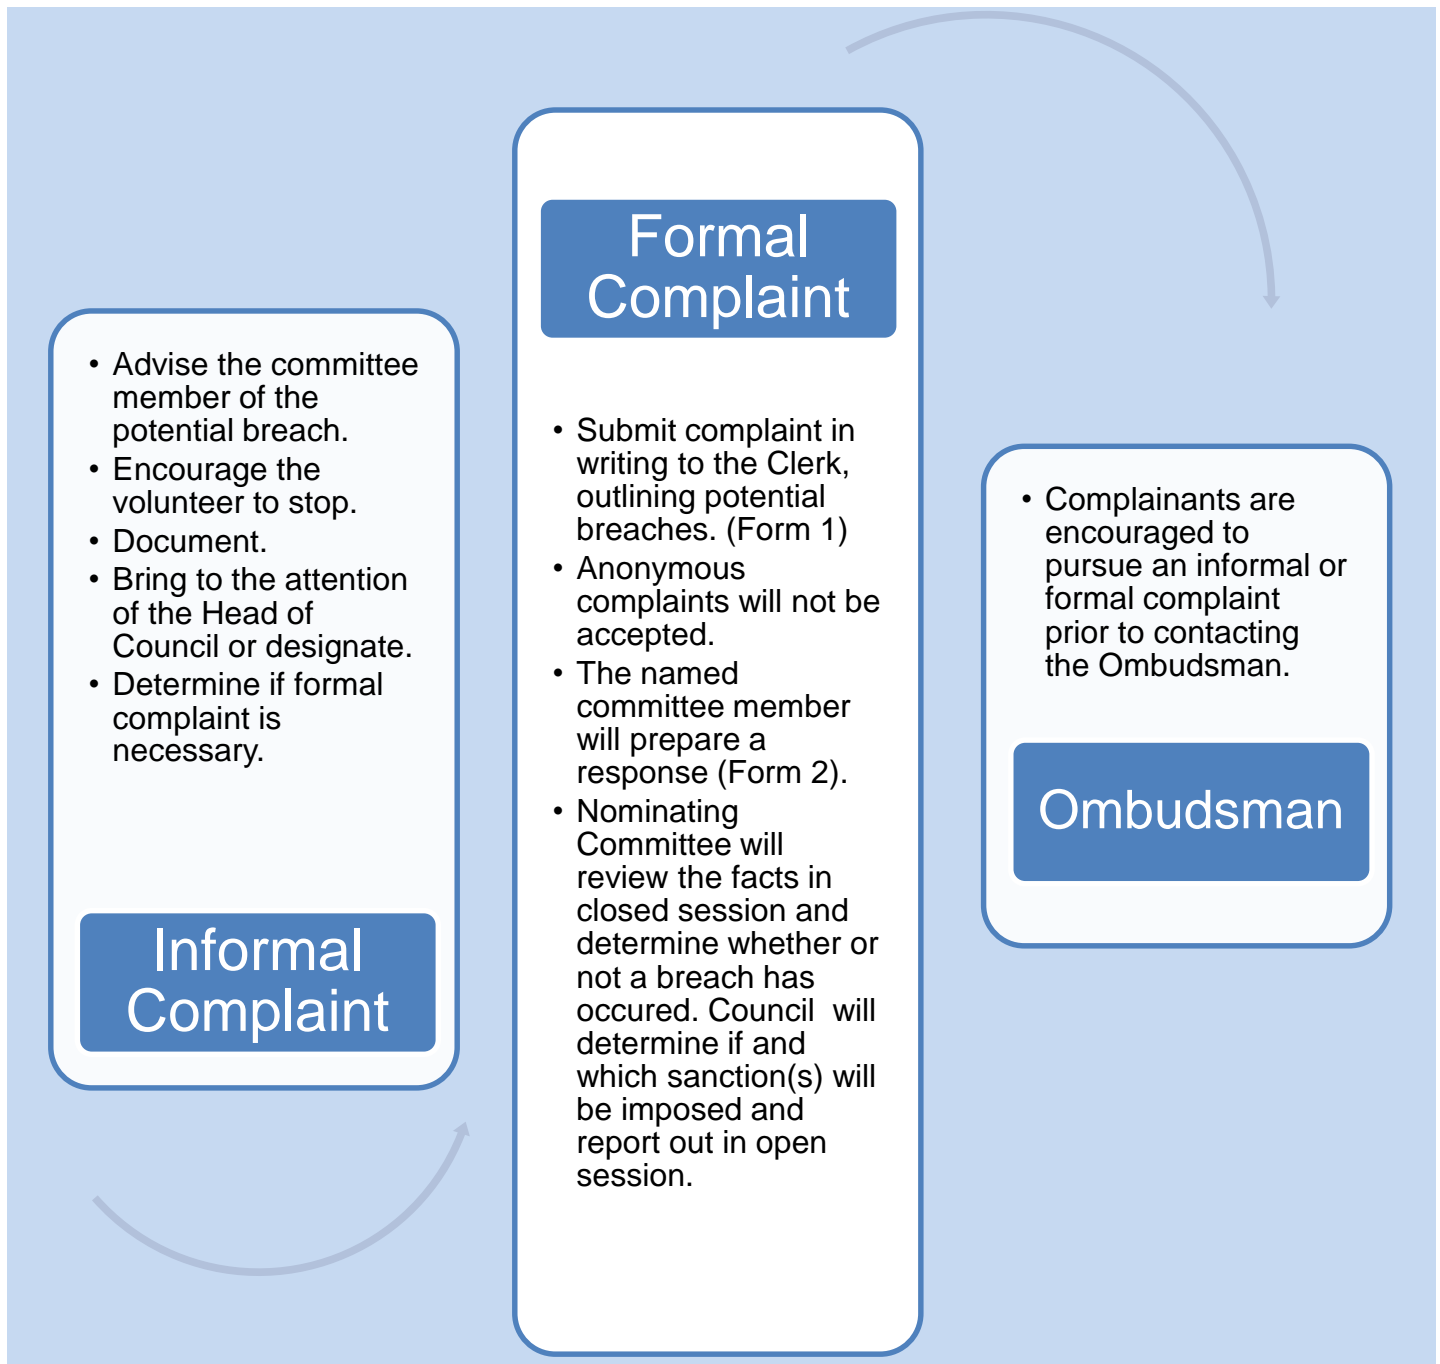 • Advise the committee
member of the
potential breach.
• Encourage the
volunteer to stop.
• Document.
• Bring to the attention
of the Head of
Council or designate.
• Determine if formal
complaint is
necessary.
Informal
Complaint
Formal
Complaint
• Submit complaint in
writing to the Clerk,
outlining potential
breaches. (Form 1)
• Anonymous
complaints will not be
accepted.
• The named
committee member
will prepare a
response (Form 2).
• Nominating
Committee will
review the facts in
closed session and
determine whether or
not a breach has
occured. Council  will
determine if and
which sanction(s) will
be imposed and
report out in open
session.
• Complainants are
encouraged to
pursue an informal or
formal complaint
prior to contacting
the Ombudsman.
Ombudsman